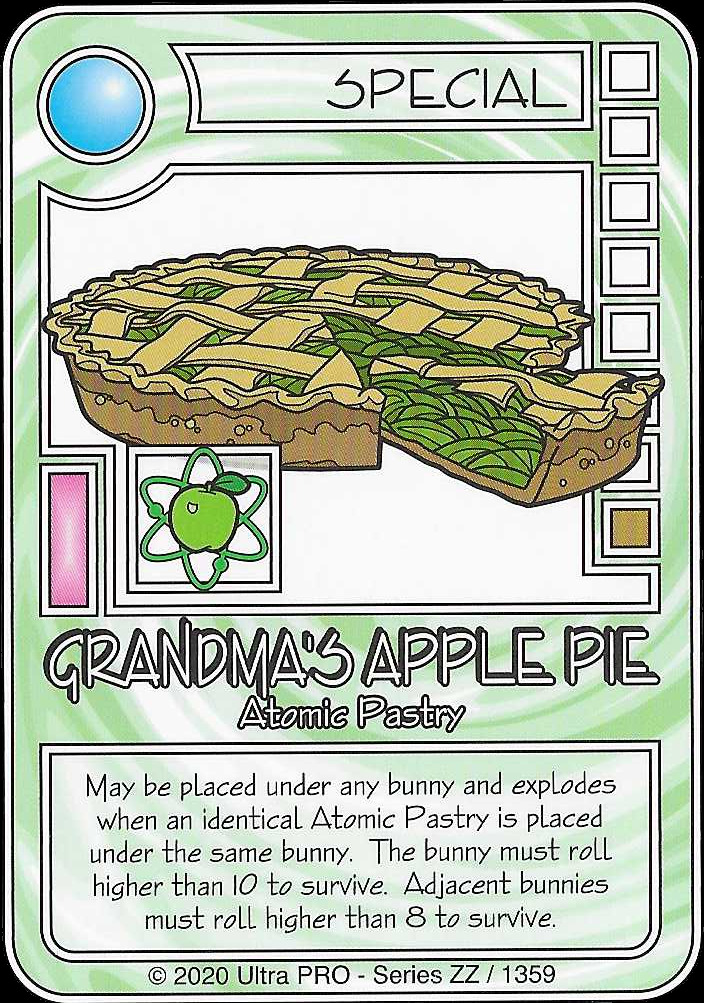 SPECIAL
GRANDMA'S APPLE PIE
Atomic Pastry
May be placed under any bunny and explodes
when an identical Atomic Pastry is placed
under the same bunny. The bunny must roll
higher than 10 to survive. Adjacent bunnies
must roll higher than 8 to survive.
© 2020 Ultra PRO - Series ZZ / 1359